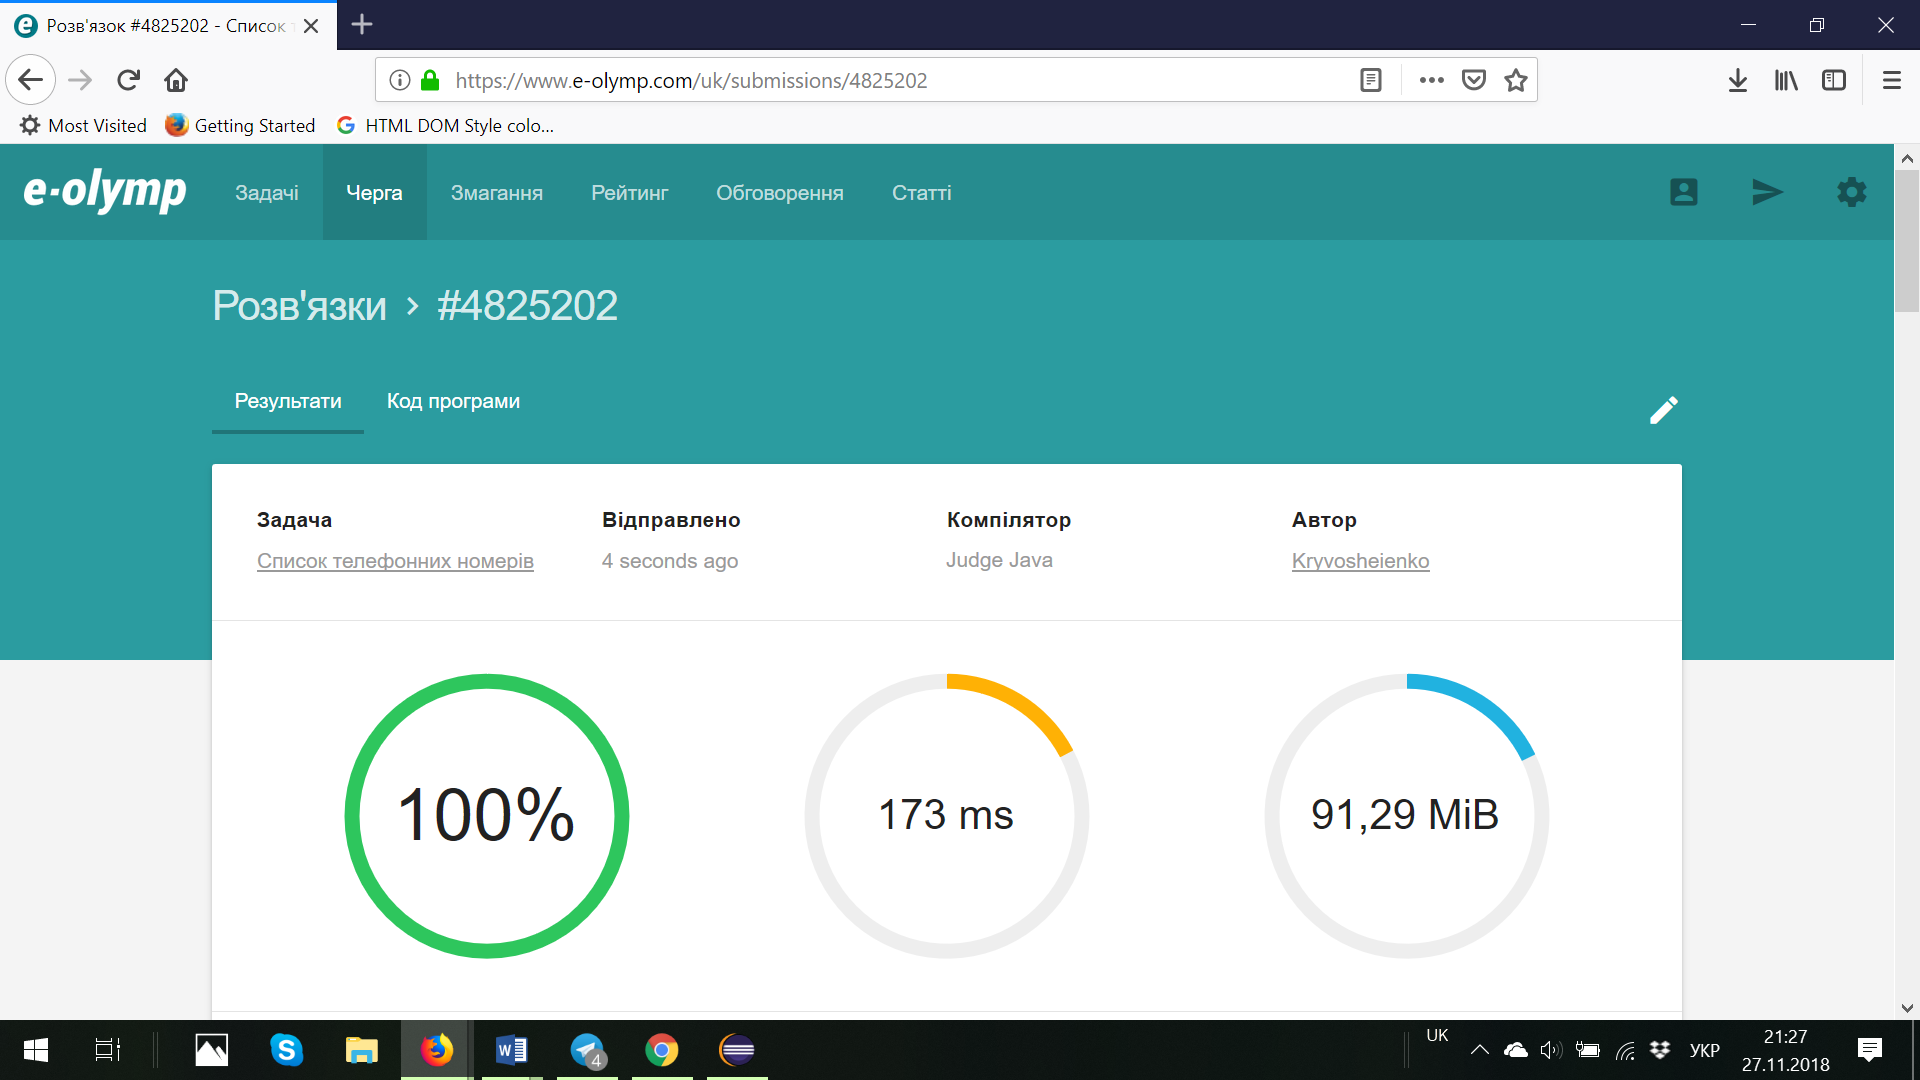 Розв'язок #4825202 - Список т
https://www.e-olymp.com/uk/submissions/4825202
Most Visited
Getting Started
HTML DOM Style colo...
e-olymp
Задачі
Черга
Змагання
Рейтинг
Обговорення
Статті
Розв'язки > #4825202
Результати
Код програми
Задача
Відправлено
Компілятор
Автор
Список телефонних номерів
4 seconds ago
Judge Java
Kryvosheienko
100%
173 ms
91,29 MiB
4
UK
УКР
21:27
27.11.2018